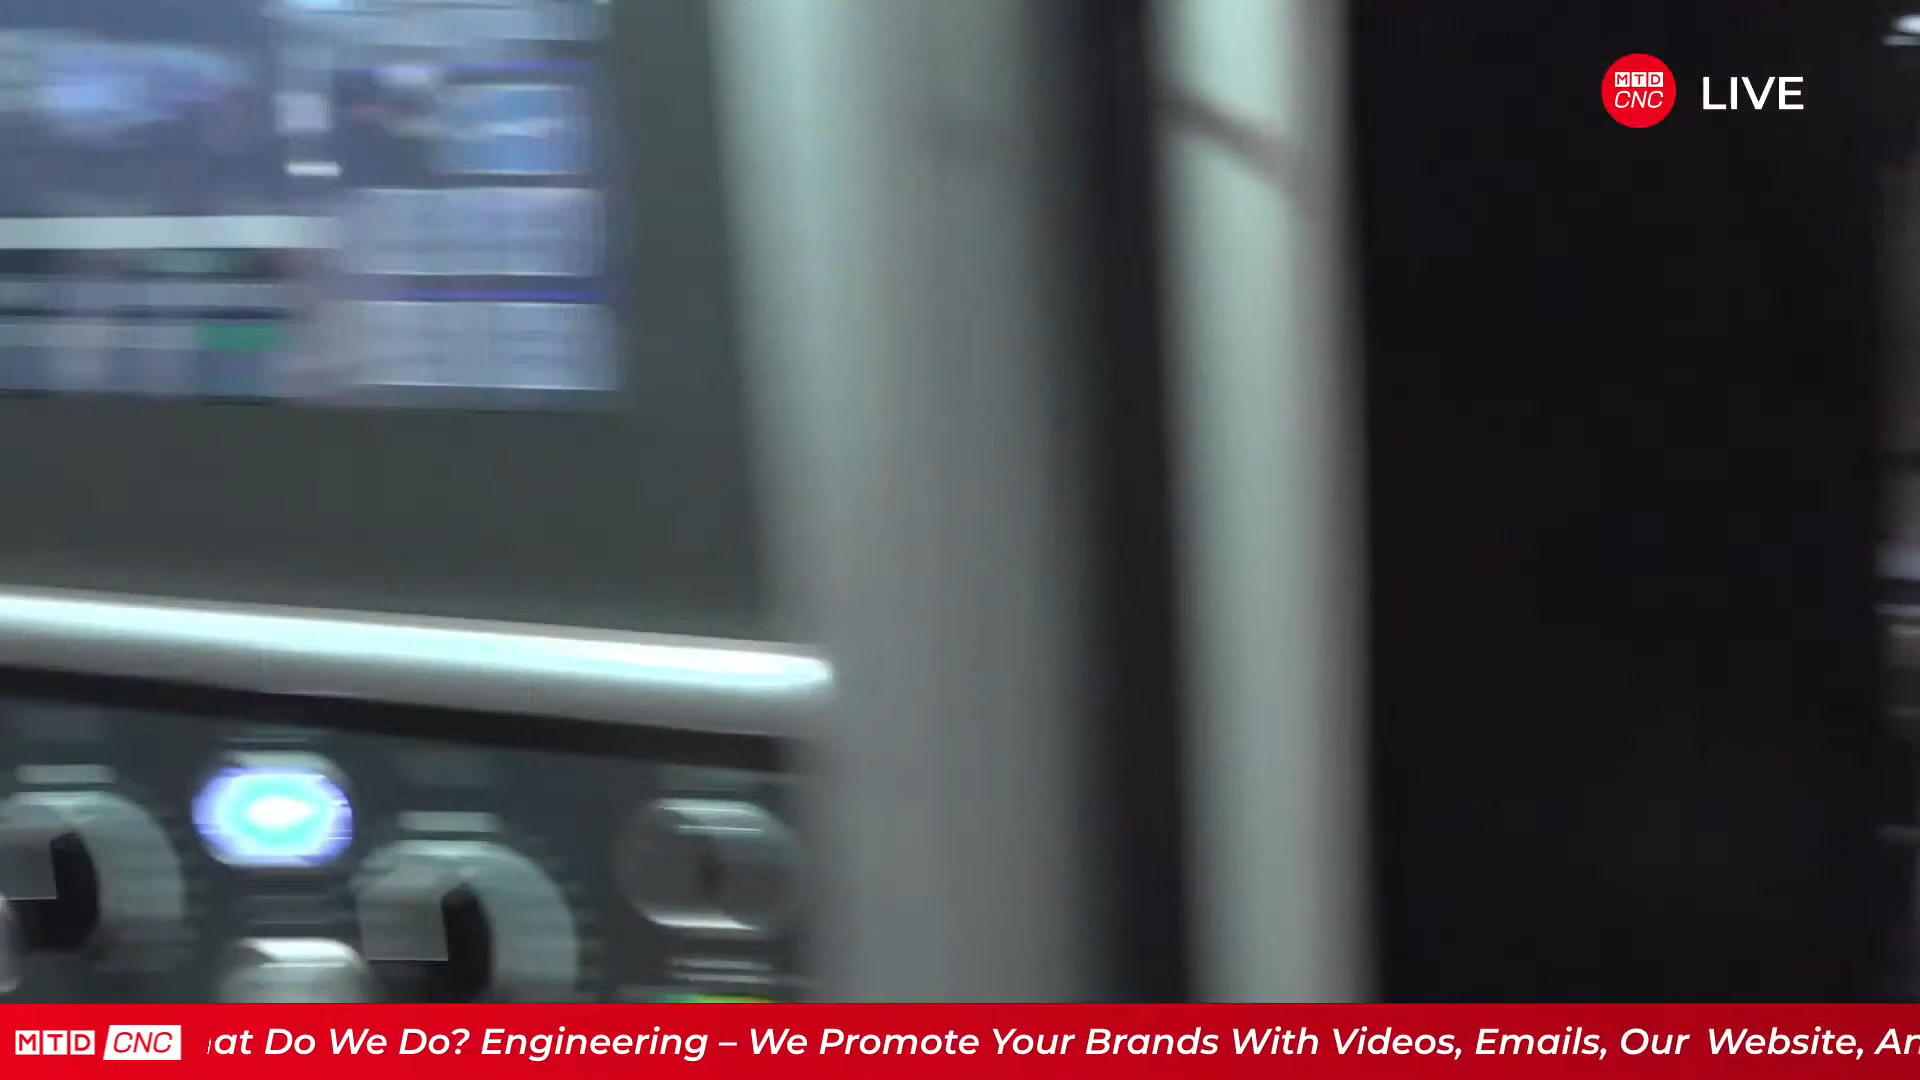 MTD
CNC
LIVE
MTD CNC at Do We Do? Engineering – We Promote Your Brands With Videos, Emails, Our Website, An